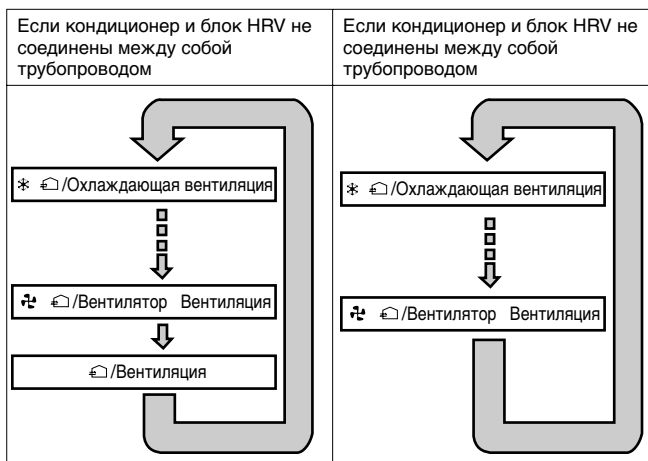 Если кондиционер и блок HRV не
соединены между собой
трубопроводом
Если кондиционер и блок HRV не
соединены между собой
трубопроводом
/Охлаждающая вентиляция
/Вентилятор Вентиляция
/Вентиляция
/Охлаждающая вентиляция
/Вентилятор Вентиляция